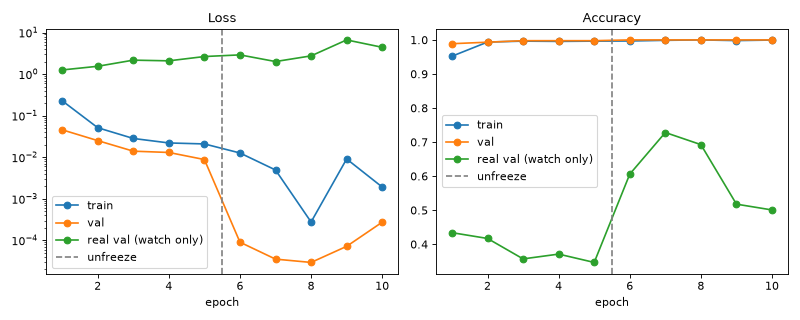 Loss
10¹
10⁰
10⁻¹
10⁻²
10⁻³
10⁻⁴
train
val
real val (watch only)
unfreeze
2 4 6 8 10
epoch
Accuracy
1.0
0.9
0.8
0.7
0.6
0.5
0.4
train
val
real val (watch only)
unfreeze
2 4 6 8 10
epoch